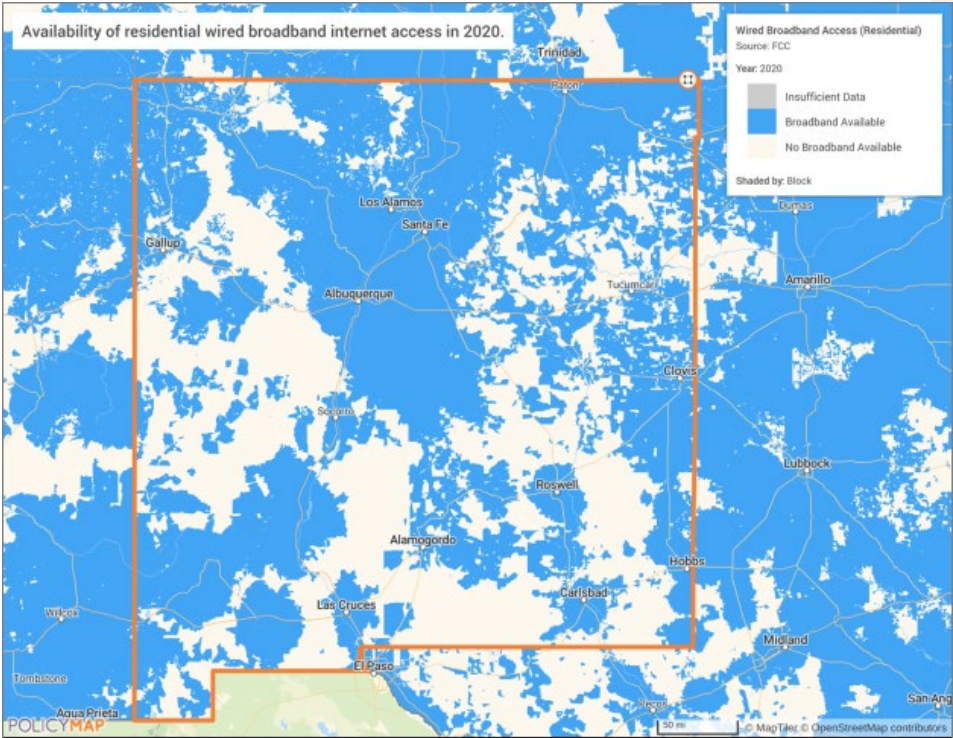 Availability of residential wired broadband internet access in 2020.
Wired Broadband Access (Residential)
Source: FCC
Year: 2020
Insufficient Data
Broadband Available
No Broadband Available
Shaded by: Block
Trinidad
Raton
Los Alamos
Dumas
Santa Fe
Gallup
Amarillo
Tucumcari
Albuquerque
Clovis
Socorro
Lubbock
Roswell
Alamogordo
Hobbs
Carlsbad
Las Cruces
Willcox
Midland
El Paso
Tombstone
Pecos
San Ang
Agua Prieta
POLICYMAP
50 mi
© MapTiler © OpenStreetMap contributors